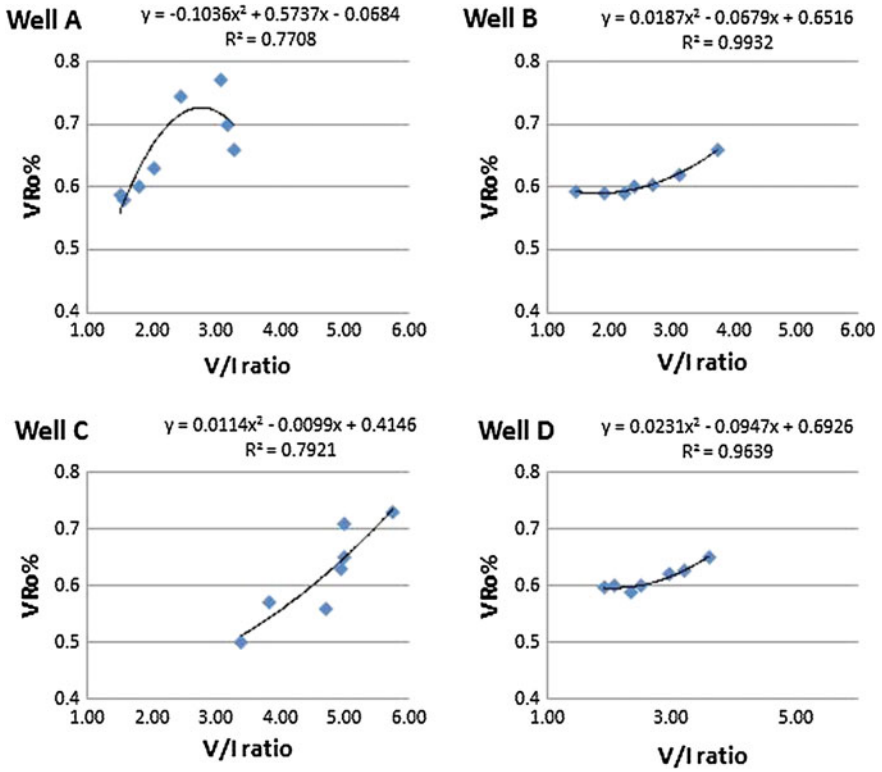 Well A
y = -0.1036x² + 0.5737x - 0.0684
R² = 0.7708
0.8
0.7
0.6
0.5
0.4
VRo%
1.00 2.00 3.00 4.00 5.00 6.00
V/I ratio
Well B
y = 0.0187x² - 0.0679x + 0.6516
R² = 0.9932
0.8
0.7
0.6
0.5
0.4
VRo%
1.00 2.00 3.00 4.00 5.00 6.00
V/I ratio
Well C
y = 0.0114x² - 0.0099x + 0.4146
R² = 0.7921
0.8
0.7
0.6
0.5
0.4
VRo%
1.00 2.00 3.00 4.00 5.00 6.00
V/I ratio
Well D
y = 0.0231x² - 0.0947x + 0.6926
R² = 0.9639
0.8
0.7
0.6
0.5
0.4
VRo%
1.00 3.00 5.00
V/I ratio